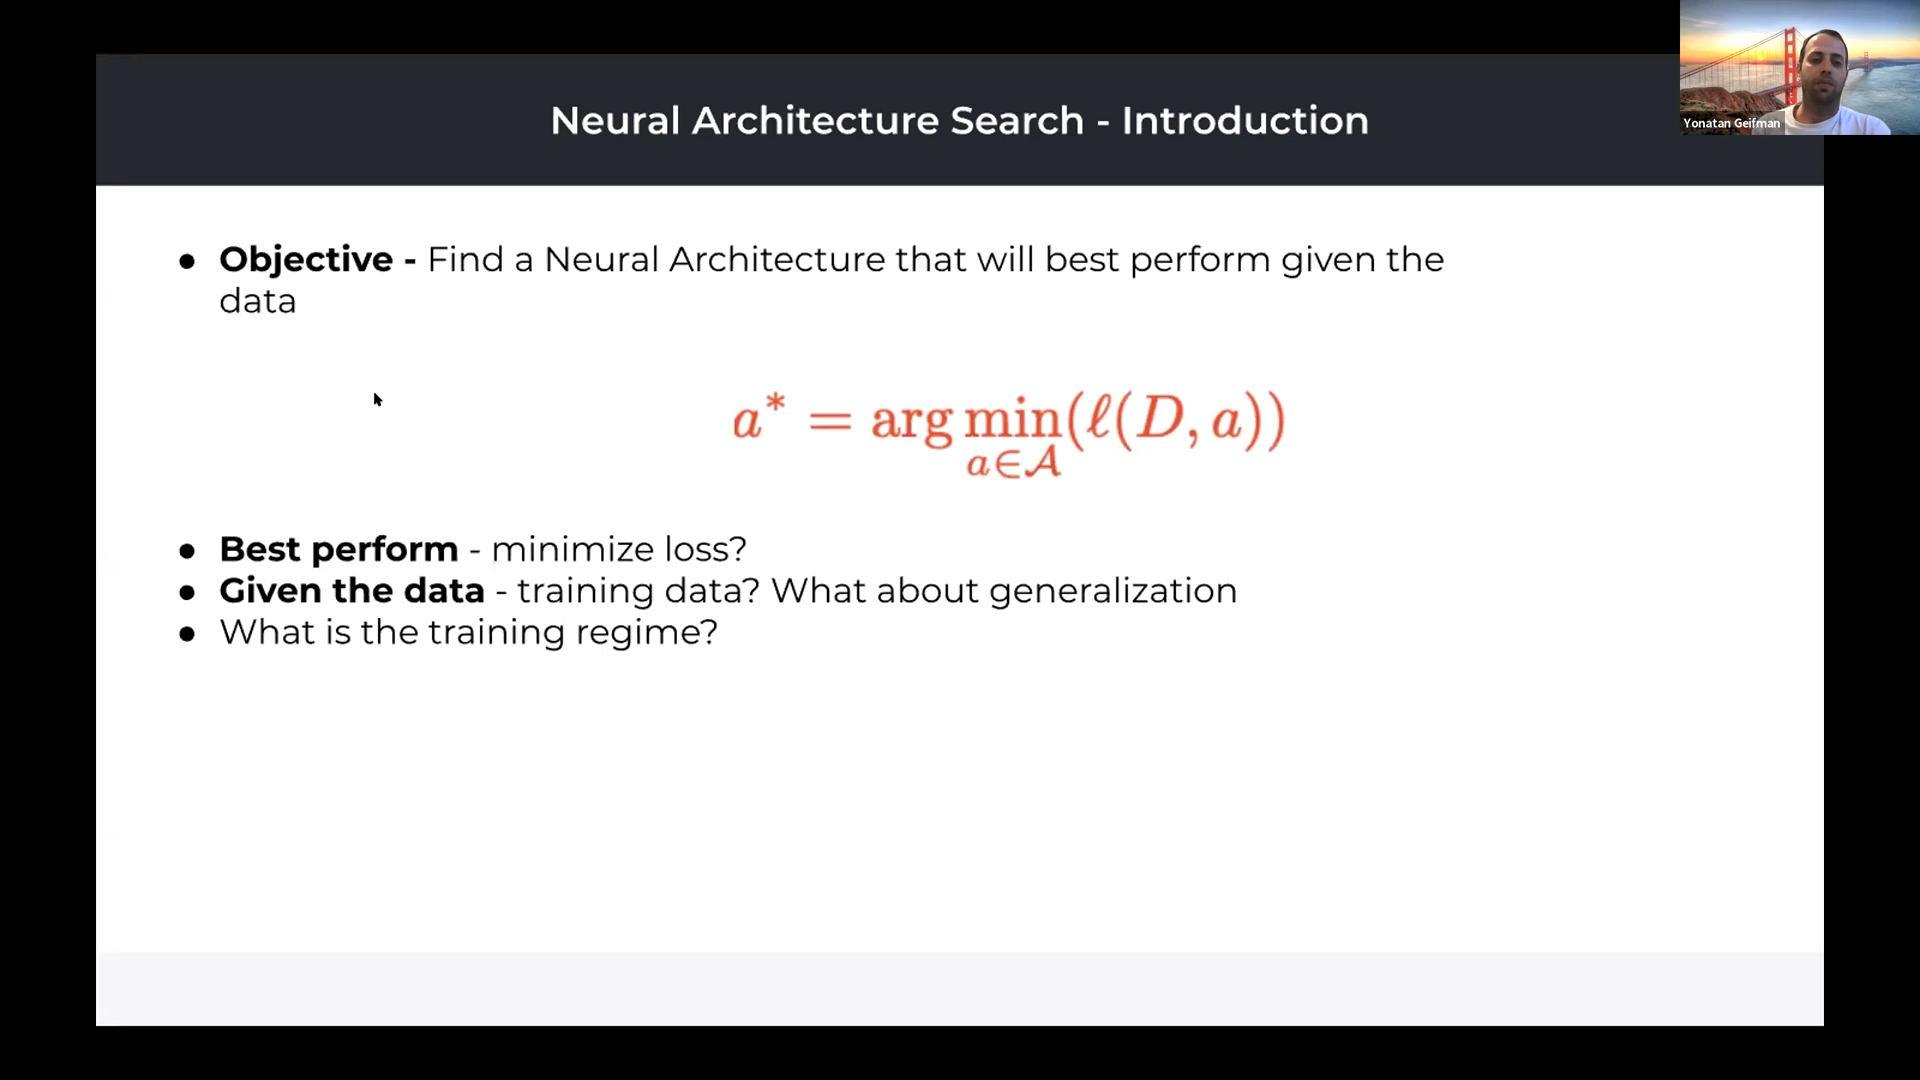 Neural Architecture Search - Introduction
Yonatan Geifman
● Objective - Find a Neural Architecture that will best perform given the
data
a* = arg min(ℓ(D, a))
a∈𝒜
● Best perform - minimize loss?
● Given the data - training data? What about generalization
● What is the training regime?